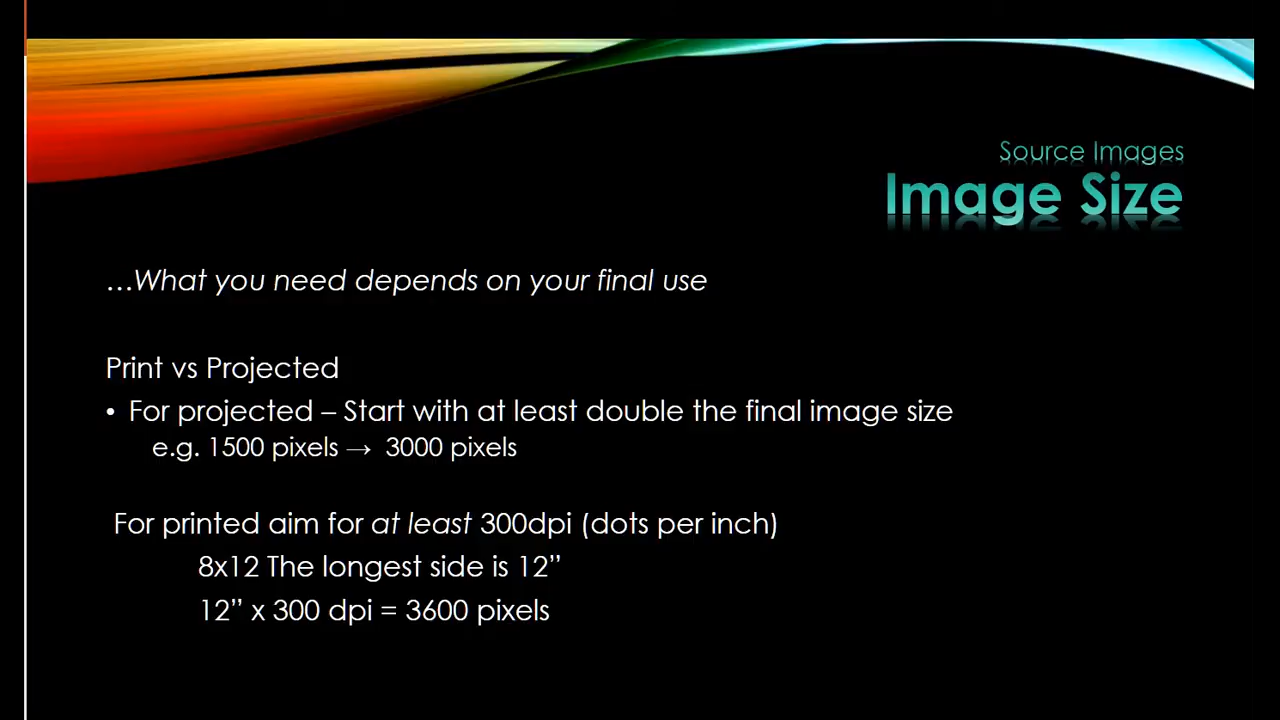 Source Images
Image Size
…What you need depends on your final use
Print vs Projected
• For projected – Start with at least double the final image size
e.g. 1500 pixels → 3000 pixels
For printed aim for at least 300dpi (dots per inch)
8x12 The longest side is 12”
12” x 300 dpi = 3600 pixels